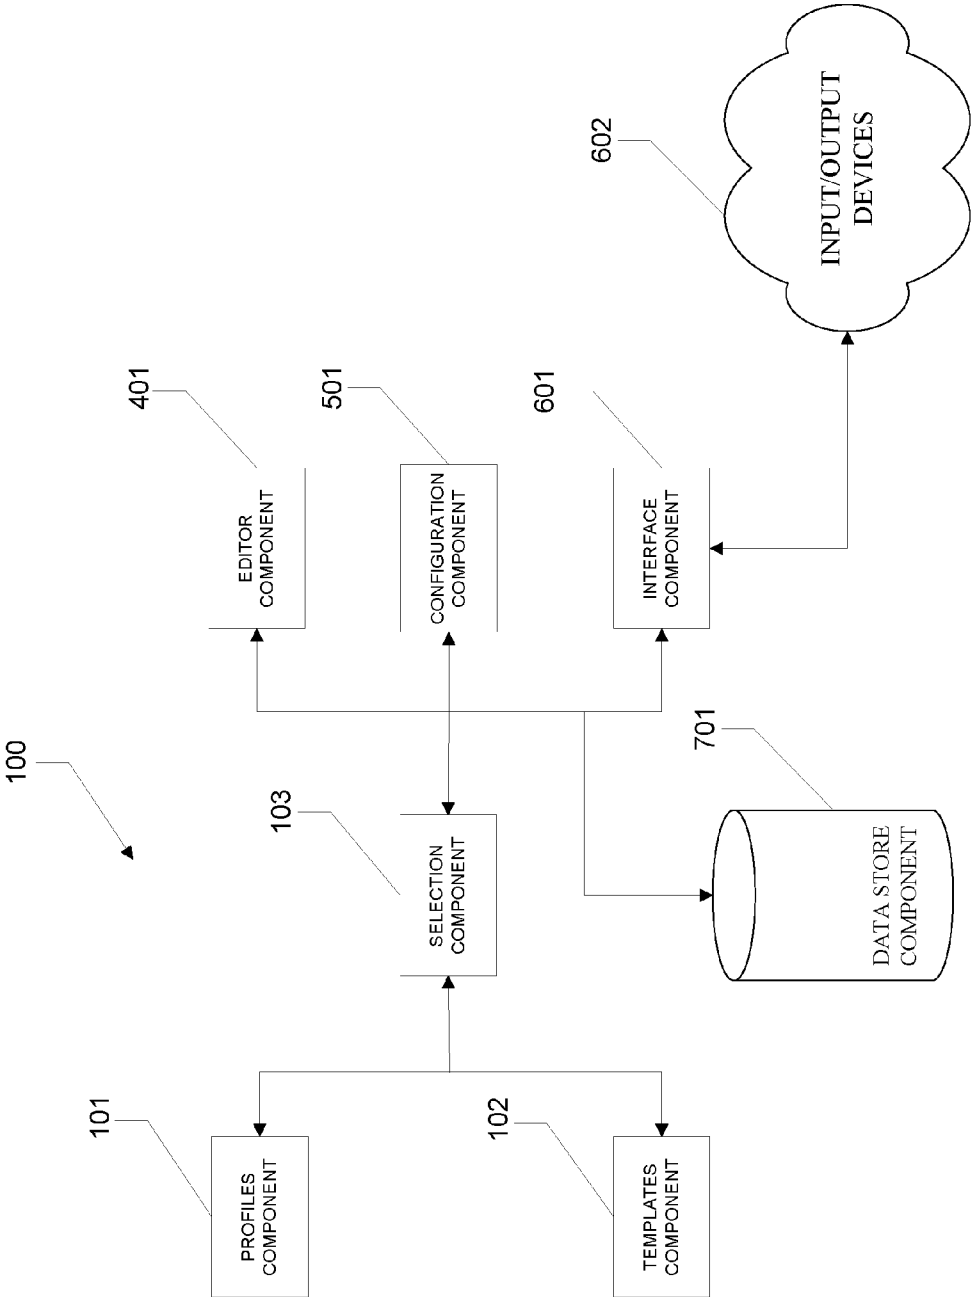 100
101
PROFILES
COMPONENT
102
TEMPLATES
COMPONENT
103
SELECTION
COMPONENT
401
EDITOR
COMPONENT
501
CONFIGURATION
COMPONENT
601
INTERFACE
COMPONENT
701
DATA STORE
COMPONENT
602
INPUT/OUTPUT
DEVICES